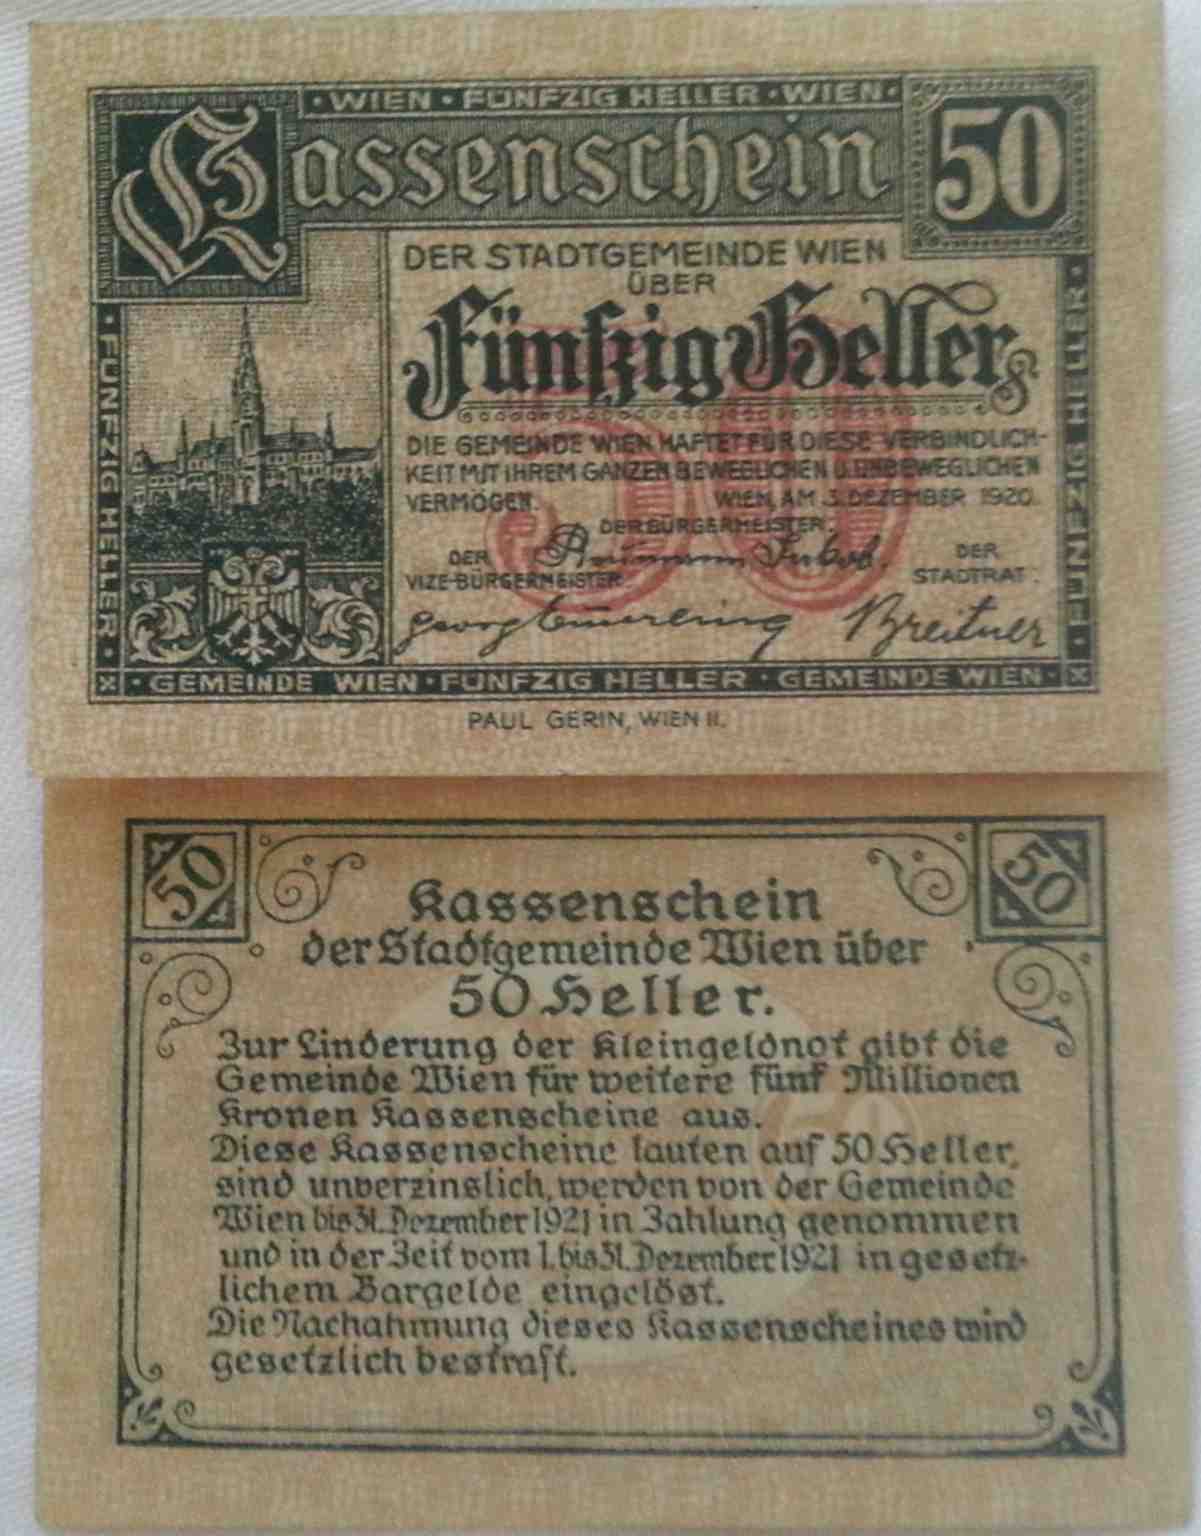 ·WIEN·FÜNFZIG HELLER·WIEN·
Kassenschein
50
DER STADTGEMEINDE WIEN
ÜBER
Fünfzig Heller
50
DIE GEMEINDE WIEN HAFTET FÜR DIESE VERBINDLICH-
KEIT MIT IHREM GANZEN BEWEGLICHEN U. UNBEWEGLICHEN
VERMÖGEN. WIEN, AM 3. DEZEMBER 1920.
DER BÜRGERMEISTER:
DER
VIZE-BÜRGERMEISTER:
DER
STADTRAT:
Georg Emmerling
Breitner
·FÜNFZIG HELLER·
·FÜNFZIG HELLER·
·GEMEINDE WIEN·FÜNFZIG HELLER·GEMEINDE WIEN·
PAUL GERIN, WIEN II.
50
50
Kassenschein
der Stadtgemeinde Wien über
50 Heller.
Zur Linderung der Kleingeldnot gibt die
Gemeinde Wien für weitere fünf Millionen
Kronen Kassenscheine aus.
Diese Kassenscheine lauten auf 50 Heller,
sind unverzinslich, werden von der Gemeinde
Wien bis 31. Dezember 1921 in Zahlung genommen
und in der Zeit vom 1. bis 31. Dezember 1921 in gesetz-
lichem Bargelde eingelöst.
Die Nachahmung dieses Kassenscheines wird
gesetzlich bestraft.